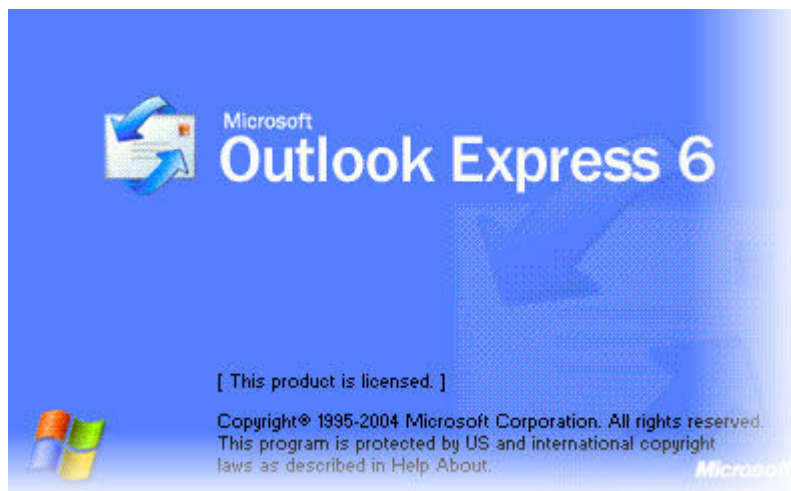 Microsoft
Outlook Express 6
[ This product is licensed. ]
Copyright® 1995-2004 Microsoft Corporation. All rights reserved.
This program is protected by US and international copyright
laws as described in Help About.
Microsoft